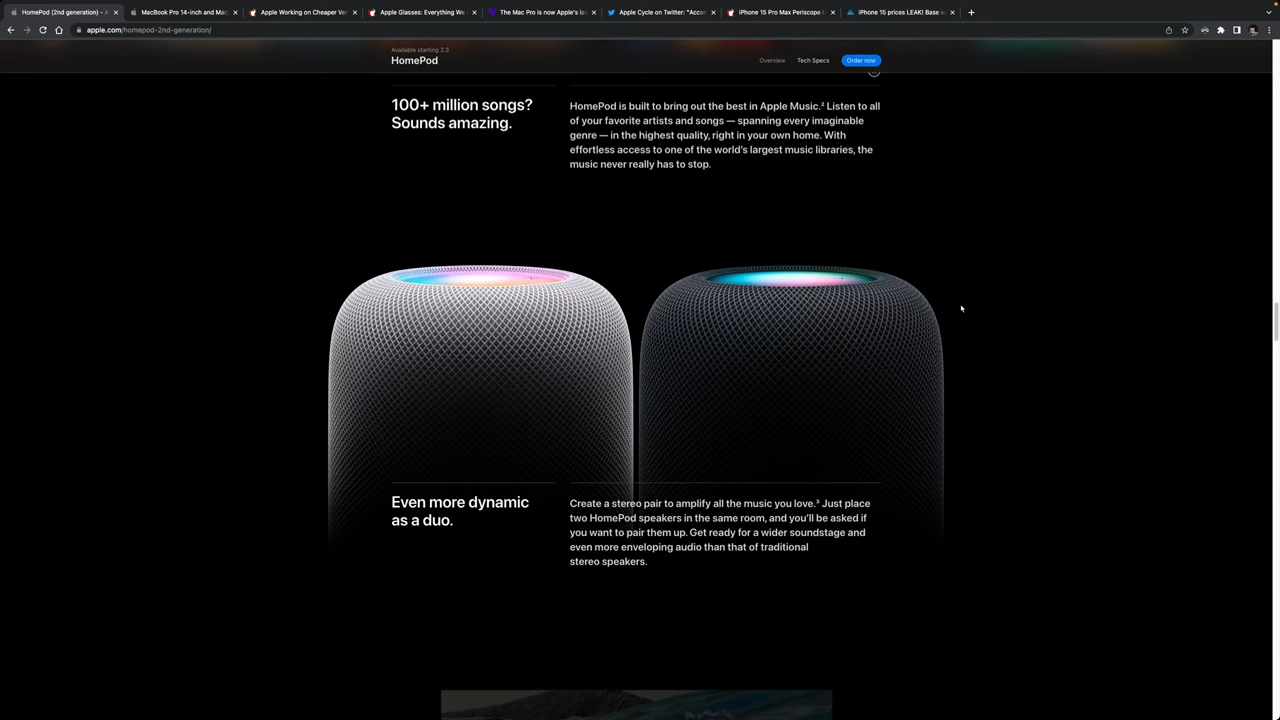 HomePod (2nd generation) - A
MacBook Pro 14-inch and Mac
Apple Working on Cheaper Ver
Apple Glasses: Everything We
The Mac Pro is now Apple's la
Apple Cycle on Twitter: "Acco
iPhone 15 Pro Max Periscope L
iPhone 15 prices LEAK! Base v
apple.com/homepod-2nd-generation/
Available starting 2.3
HomePod
Overview
Tech Specs
Order now
100+ million songs?
Sounds amazing.
HomePod is built to bring out the best in Apple Music.² Listen to all
of your favorite artists and songs — spanning every imaginable
genre — in the highest quality, right in your own home. With
effortless access to one of the world's largest music libraries, the
music never really has to stop.
Even more dynamic
as a duo.
Create a stereo pair to amplify all the music you love.³ Just place
two HomePod speakers in the same room, and you'll be asked if
you want to pair them up. Get ready for a wider soundstage and
even more enveloping audio than that of traditional
stereo speakers.